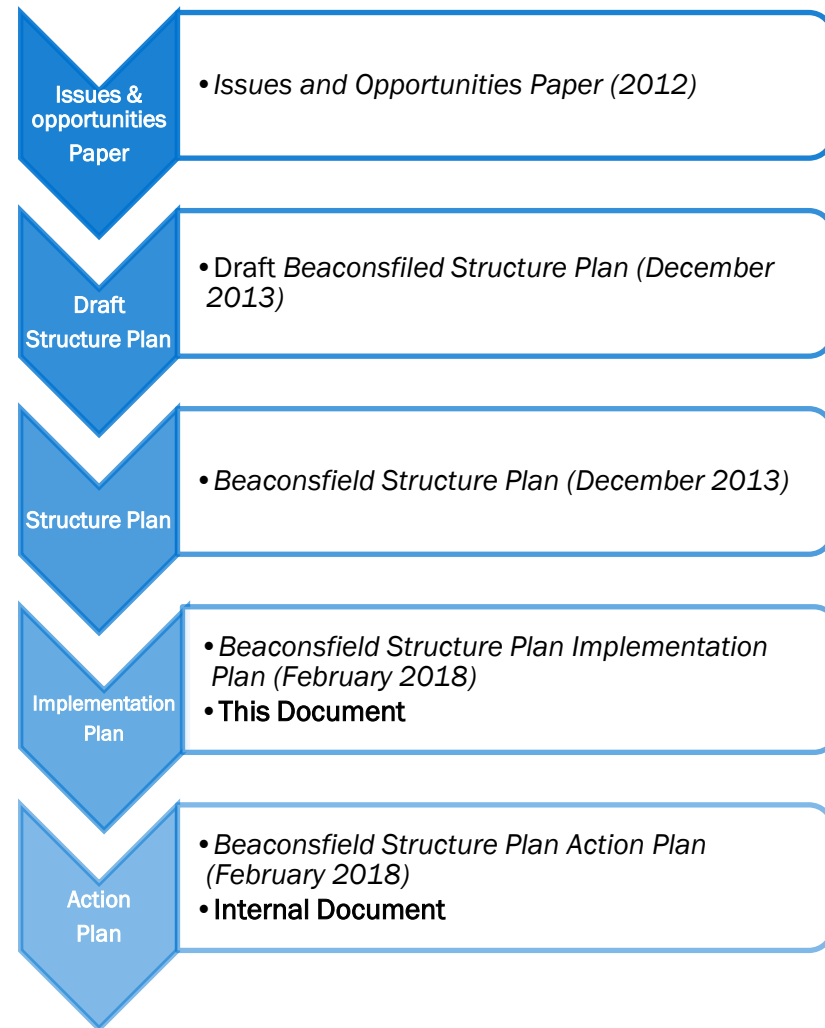 Issues &
opportunities
Paper
•Issues and Opportunities Paper (2012)
Draft
Structure Plan
•Draft Beaconsfiled Structure Plan (December
2013)
Structure Plan
•Beaconsfield Structure Plan (December 2013)
Implementation
Plan
•Beaconsfield Structure Plan Implementation
Plan (February 2018)
•This Document
Action
Plan
•Beaconsfield Structure Plan Action Plan
(February 2018)
•Internal Document